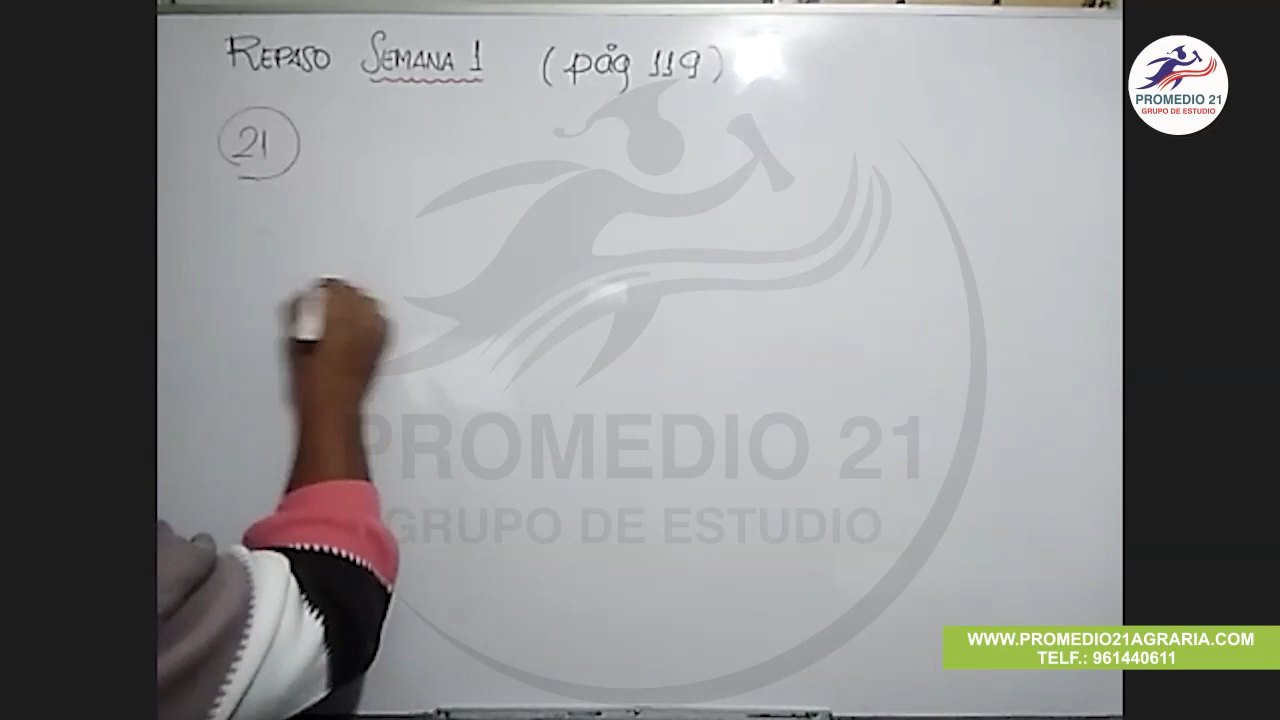 REPASO SEMANA 1 (pág 119)
21
PROMEDIO 21
GRUPO DE ESTUDIO
PROMEDIO 21
GRUPO DE ESTUDIO
WWW.PROMEDIO21AGRARIA.COM
TELF.: 961440611